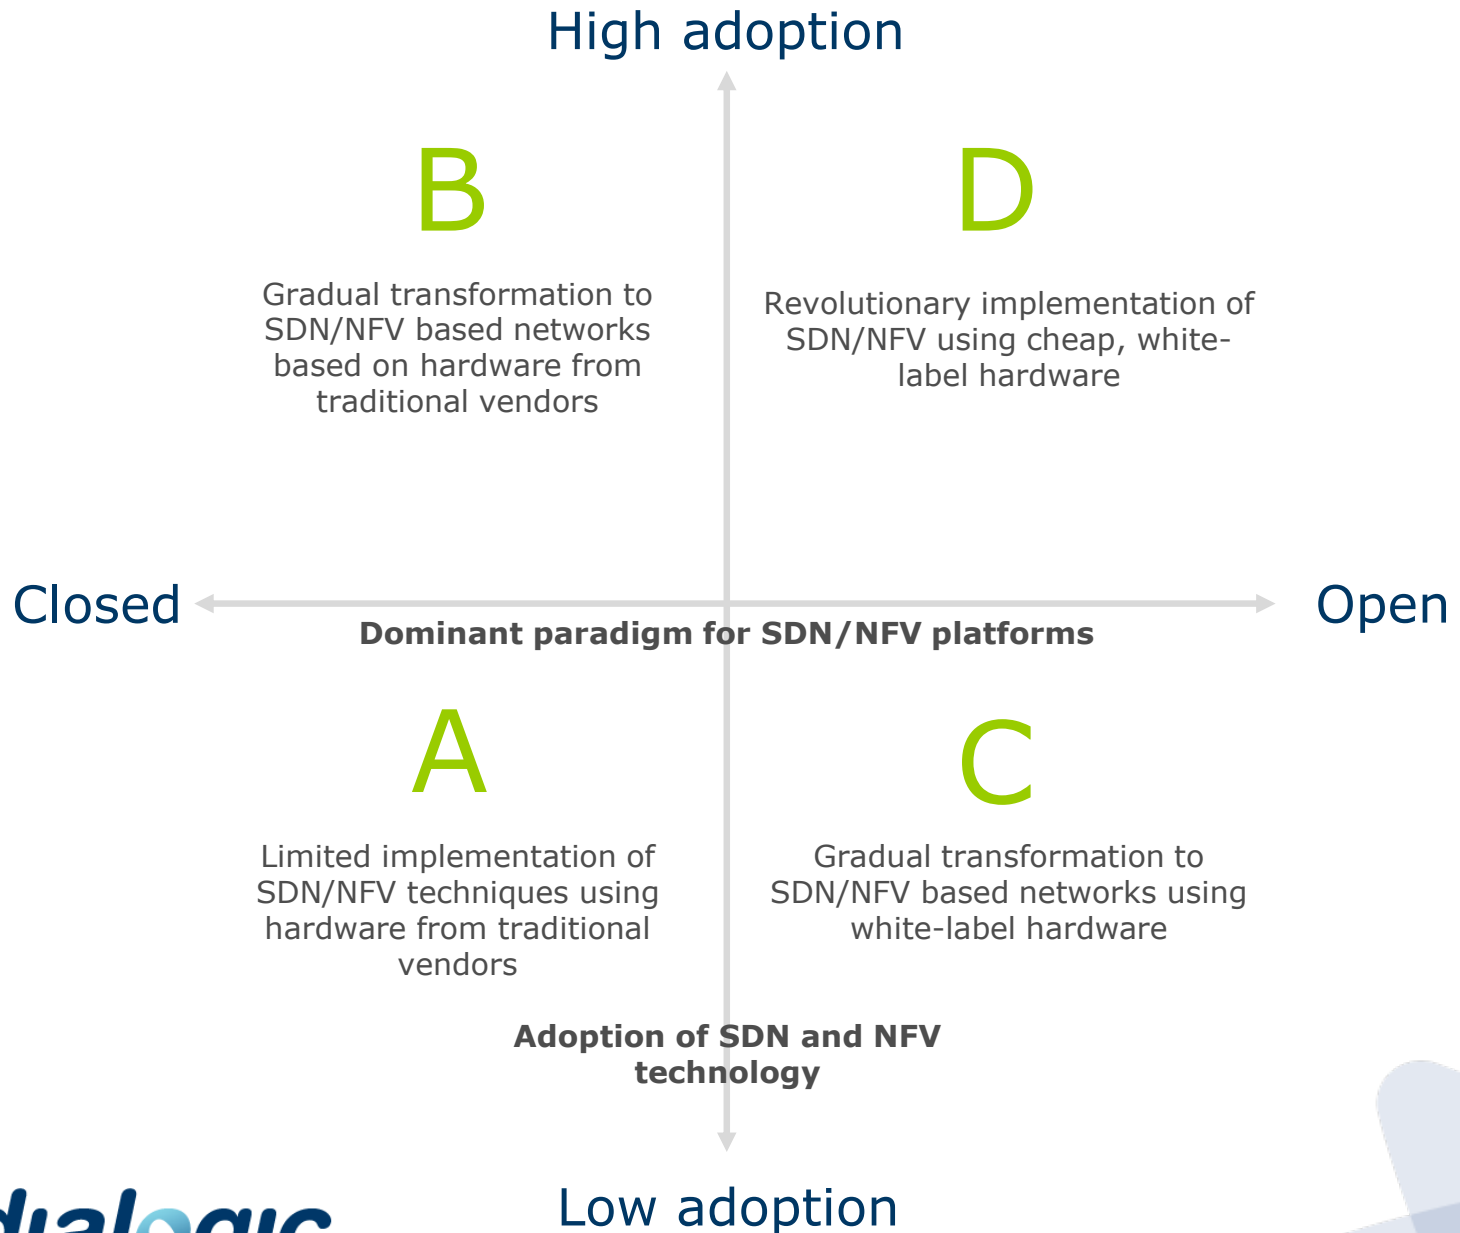 High adoption
B
Gradual transformation to
SDN/NFV based networks
based on hardware from
traditional vendors
D
Revolutionary implementation of
SDN/NFV using cheap, white-
label hardware
Closed
Open
Dominant paradigm for SDN/NFV platforms
A
Limited implementation of
SDN/NFV techniques using
hardware from traditional
vendors
C
Gradual transformation to
SDN/NFV based networks using
white-label hardware
Adoption of SDN and NFV
technology
Low adoption
dialogic